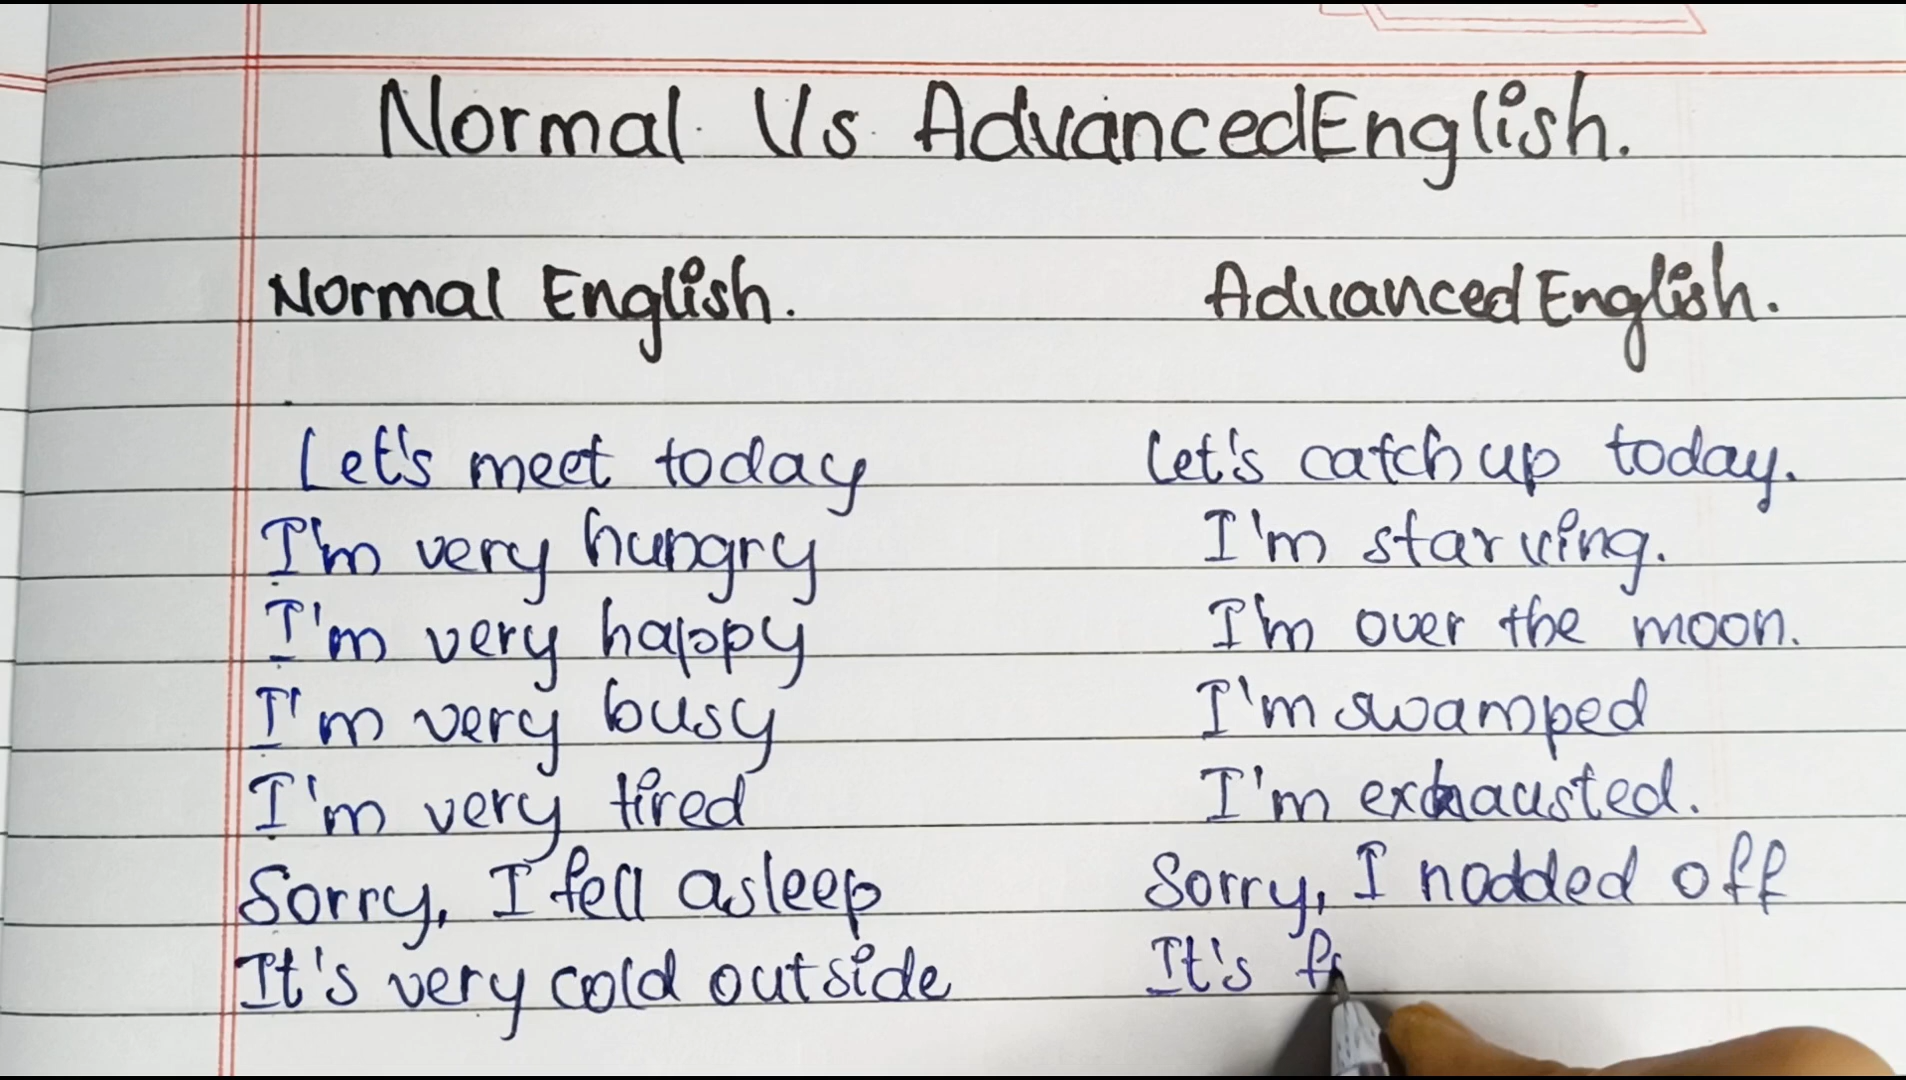 Normal Vs AdvancedEnglish.
Normal English. Advanced English.
Let's meet today Let's catch up today.
I'm very hungry I'm starving.
I'm very happy I'm over the moon.
I'm very busy I'm swamped
I'm very tired I'm exhausted.
Sorry, I fell asleep Sorry, I nodded off
It's very cold outside It's